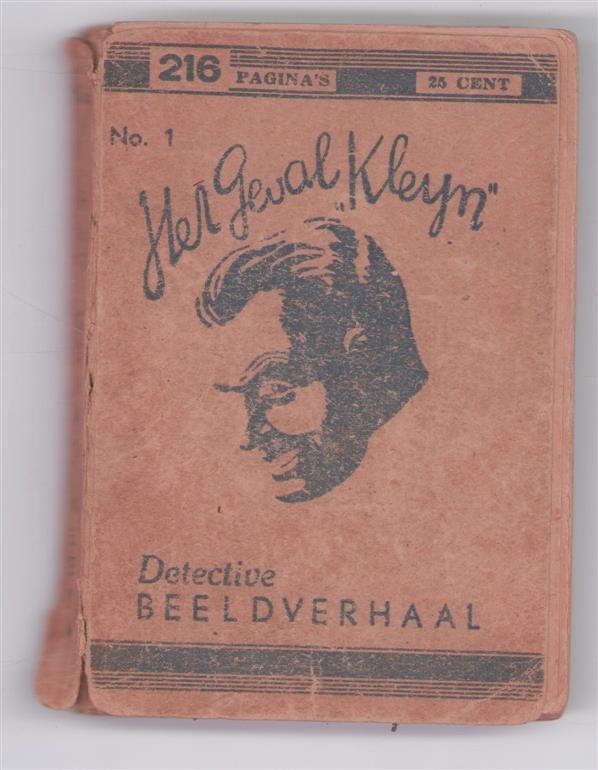 216 PAGINA'S 25 CENT
No. 1
Het Geval „Kleyn"
Detective
BEELDVERHAAL